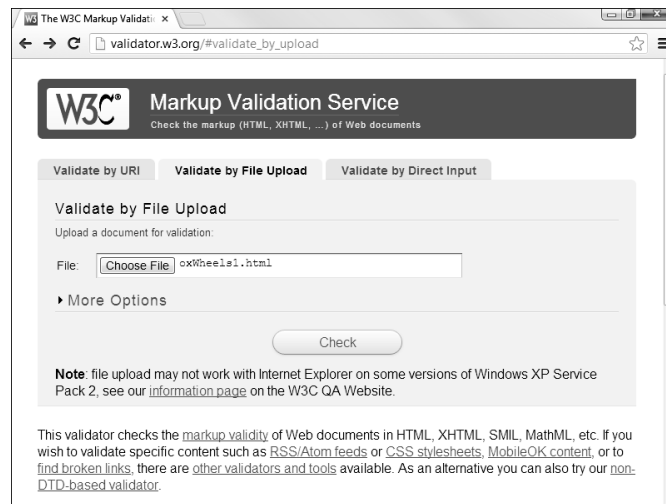 W3 The W3C Markup Validati
validator.w3.org/#validate_by_upload
W3C® Markup Validation Service
Check the markup (HTML, XHTML, …) of Web documents
Validate by URI Validate by File Upload Validate by Direct Input
Validate by File Upload
Upload a document for validation:
File: Choose File oxWheels1.html
More Options
Check
Note: file upload may not work with Internet Explorer on some versions of Windows XP Service
Pack 2, see our information page on the W3C QA Website.
This validator checks the markup validity of Web documents in HTML, XHTML, SMIL, MathML, etc. If you
wish to validate specific content such as RSS/Atom feeds or CSS stylesheets, MobileOK content, or to
find broken links, there are other validators and tools available. As an alternative you can also try our non-
DTD-based validator.